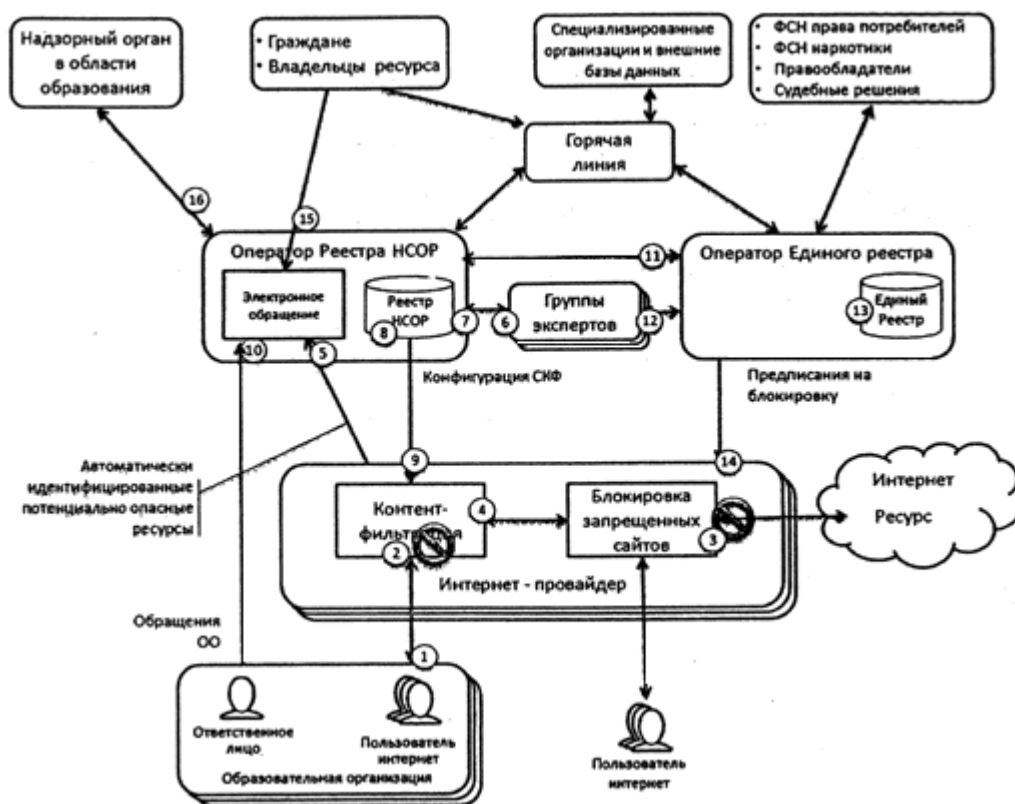 Надзорный орган
в области
образования
• Граждане
• Владельцы ресурса
Специализированные
организации и внешние
базы данных
• ФСН права потребителей
• ФСН наркотики
• Правообладатели
• Судебные решения
Горячая
линия
16
15
Оператор Реестра НСОР
11
Оператор Единого реестра
Электронное
обращение
Реестр
НСОР
8
7
6
Группы
экспертов
12
13
Единый
Реестр
10
5
Конфигурация СКФ
Предписания на
блокировку
9
14
Автоматически
идентифицированные
потенциально опасные
ресурсы
Контент-
фильтрация
2
4
Блокировка
запрещенных
сайтов
3
Интернет
Ресурс
Интернет - провайдер
Обращения
ОО
1
Ответственное
лицо
Пользователь
интернет
Образовательная организация
Пользователь
интернет